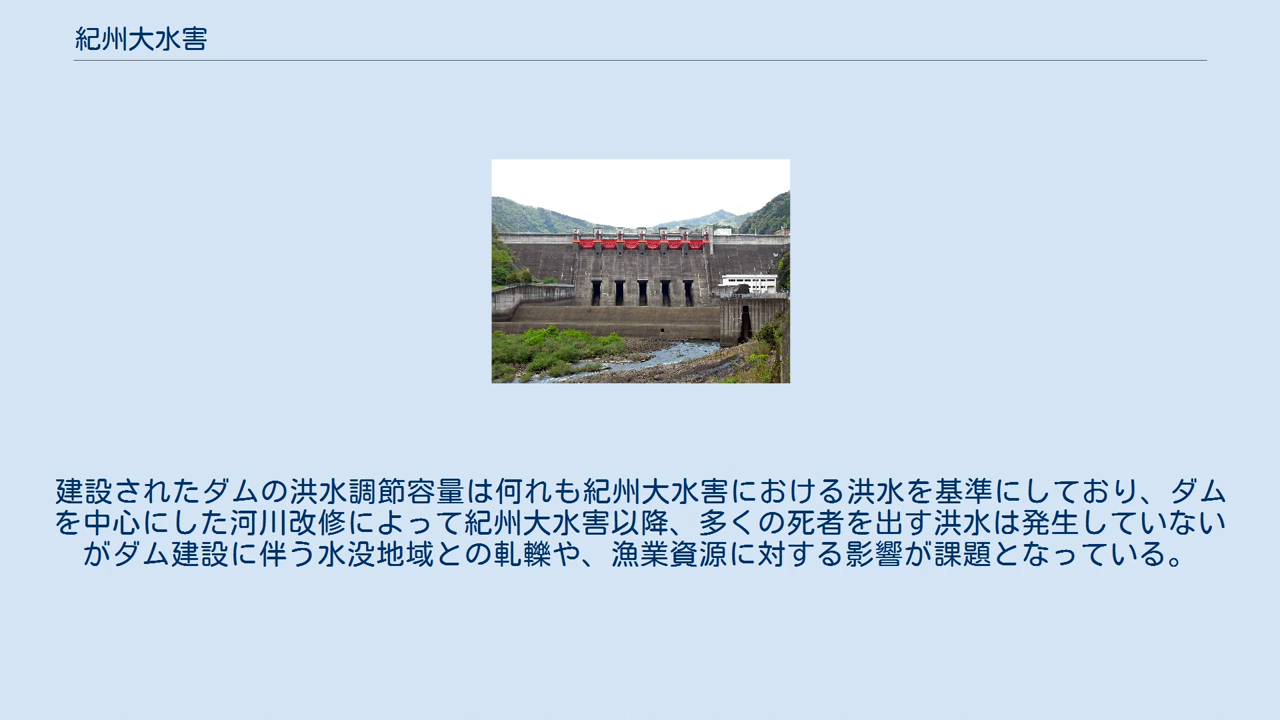 紀州大水害
建設されたダムの洪水調節容量は何れも紀州大水害における洪水を基準にしており、ダム
を中心にした河川改修によって紀州大水害以降、多くの死者を出す洪水は発生していない
がダム建設に伴う水没地域との軋轢や、漁業資源に対する影響が課題となっている。